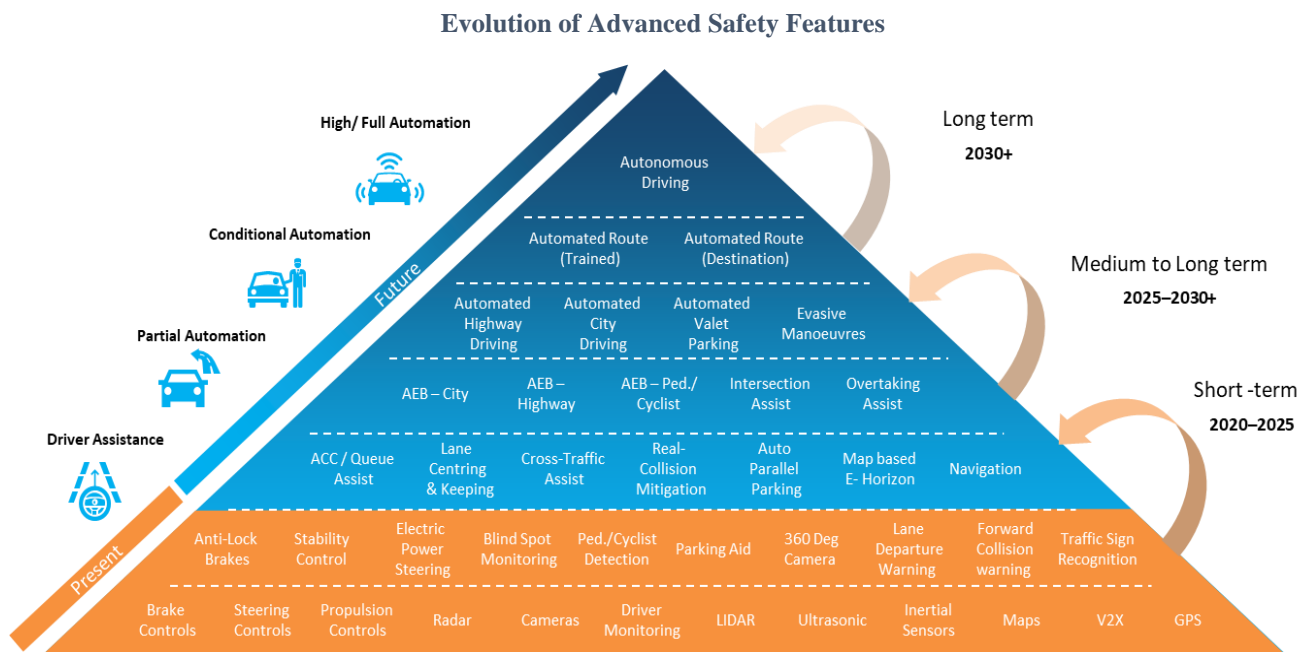 Evolution of Advanced Safety Features
High/ Full Automation
Conditional Automation
Partial Automation
Driver Assistance
Future
Present
Long term
2030+
Medium to Long term
2025–2030+
Short -term
2020–2025
Autonomous
Driving
Automated Route
(Trained)
Automated Route
(Destination)
Automated
Highway
Driving
Automated
City
Driving
Automated
Valet
Parking
Evasive
Manoeuvres
AEB – City
AEB –
Highway
AEB – Ped./
Cyclist
Intersection
Assist
Overtaking
Assist
ACC / Queue
Assist
Lane
Centring
& Keeping
Cross-Traffic
Assist
Real-
Collision
Mitigation
Auto
Parallel
Parking
Map based
E- Horizon
Navigation
Anti-Lock
Brakes
Stability
Control
Electric
Power
Steering
Blind Spot
Monitoring
Ped./Cyclist
Detection
Parking Aid
360 Deg
Camera
Lane
Departure
Warning
Forward
Collision
warning
Traffic Sign
Recognition
Brake
Controls
Steering
Controls
Propulsion
Controls
Radar
Cameras
Driver
Monitoring
LIDAR
Ultrasonic
Inertial
Sensors
Maps
V2X
GPS